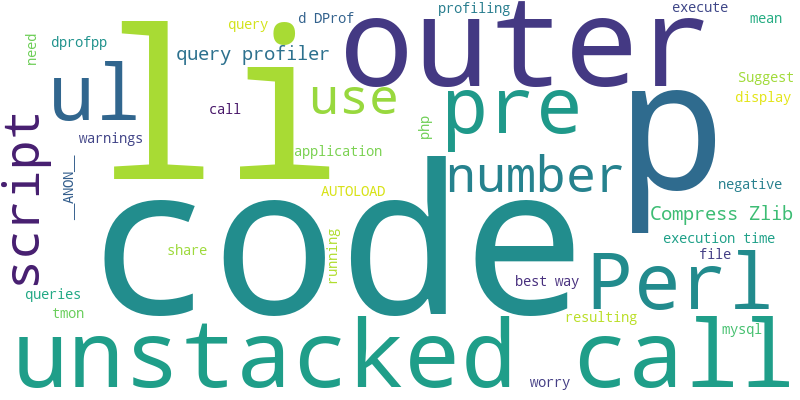 profiling
execute
query
d DProf
mean
outer
need
dprofpp
query profiler
li
ul
use
pre
p
Suggest
display
call
script
warnings
php
application
number
__ANON__
AUTOLOAD
negative
code
Compress Zlib
share
running
execution time
file
Perl
best way
queries
tmon
resulting
unstacked call
mysql
worry